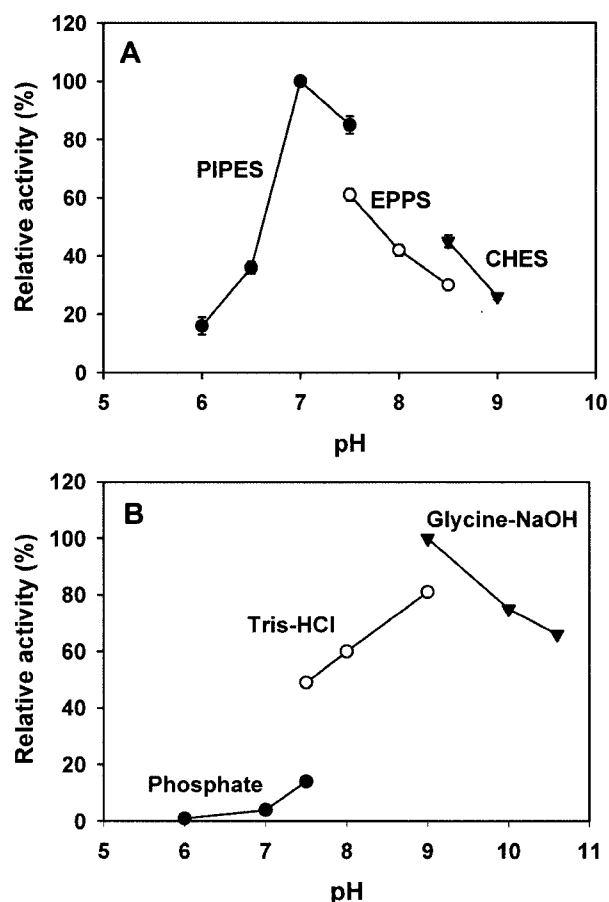 A
Relative activity (%)
120
100
80
60
40
20
0
PIPES
EPPS
CHES
5 6 7 8 9 10
pH
B
Relative activity (%)
120
100
80
60
40
20
0
Glycine-NaOH
Tris-HCl
Phosphate
5 6 7 8 9 10 11
pH